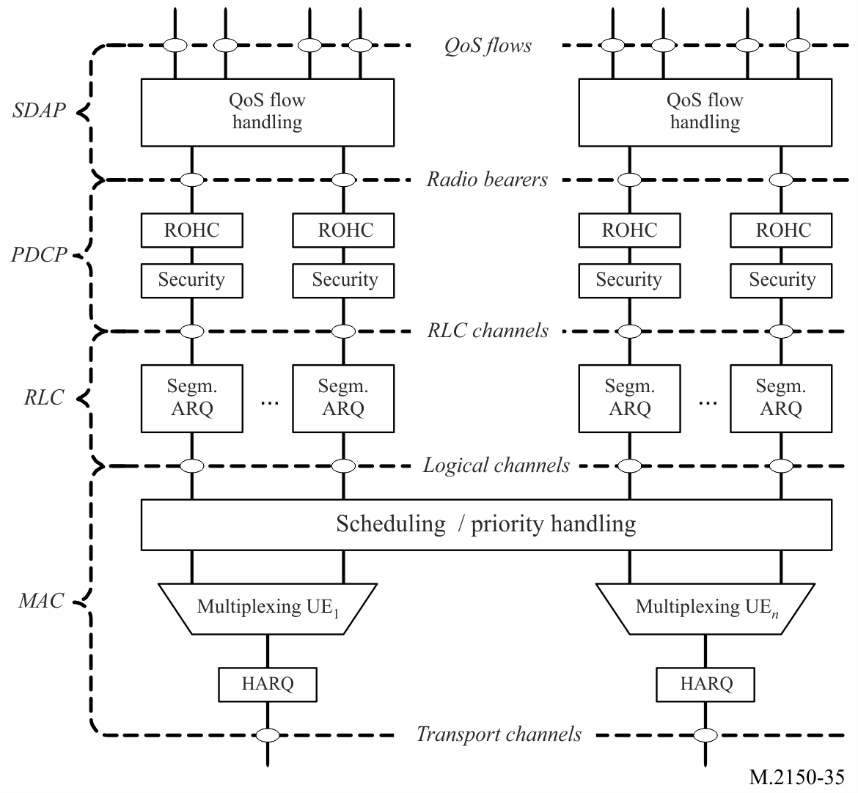 QoS flows
SDAP
QoS flow
handling
QoS flow
handling
Radio bearers
PDCP
ROHC
ROHC
ROHC
ROHC
Security
Security
Security
Security
RLC channels
RLC
Segm.
ARQ
...
Segm.
ARQ
Segm.
ARQ
...
Segm.
ARQ
Logical channels
Scheduling / priority handling
MAC
Multiplexing UE1
Multiplexing UEn
HARQ
HARQ
Transport channels
M.2150-35